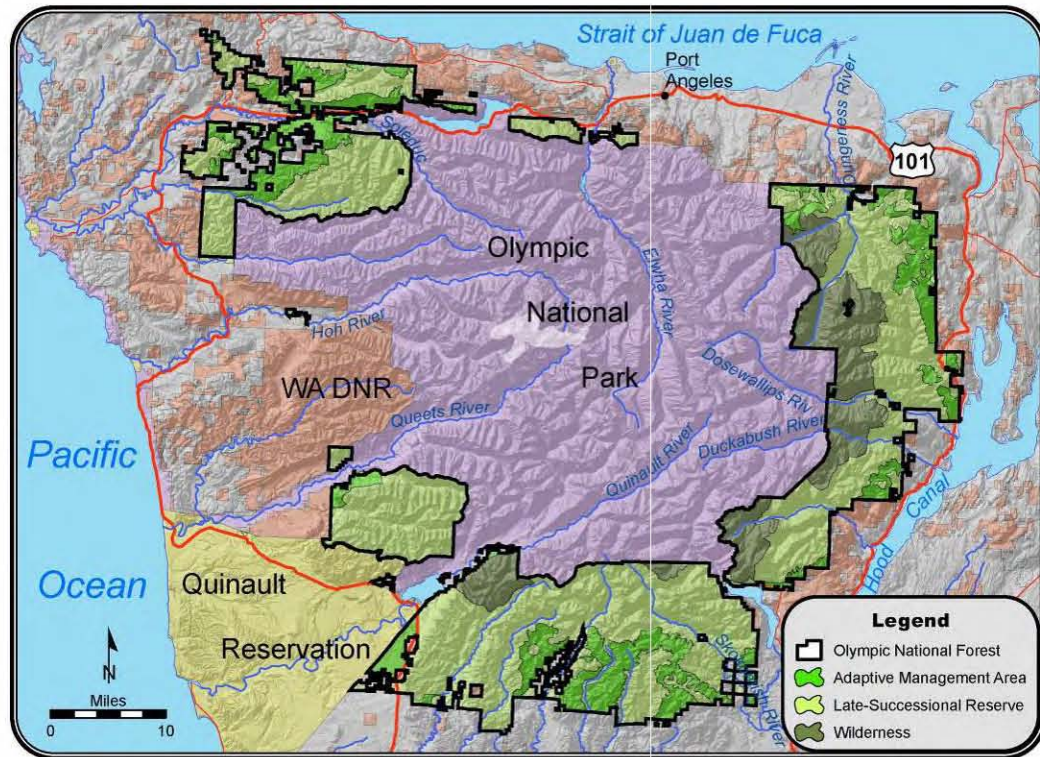 Strait of Juan de Fuca
Port
Angeles
Dungeness River
101
Soleduc
Olympic
Elwha River
National
Hoh River
Park
WA DNR
Dosewallips Riv
Queets River
Duckabush River
Quinault River
Pacific
Ocean
Hood Canal
Quinault
Reservation
Skokomish River
N
Miles
0 10
Legend
Olympic National Forest
Adaptive Management Area
Late-Successional Reserve
Wilderness